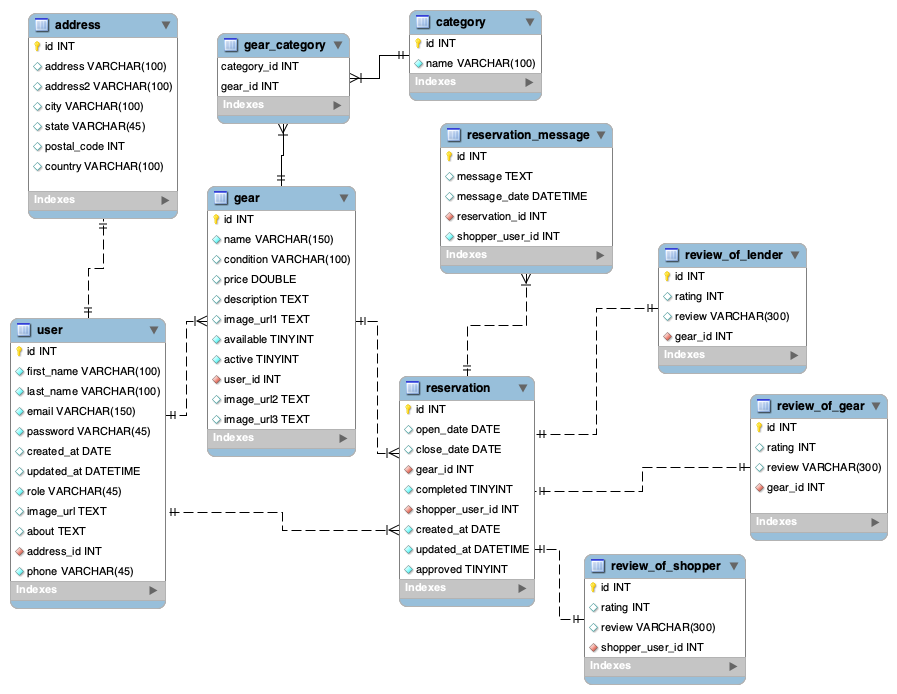 address
id INT
address VARCHAR(100)
address2 VARCHAR(100)
city VARCHAR(100)
state VARCHAR(45)
postal_code INT
country VARCHAR(100)
Indexes
gear_category
category_id INT
gear_id INT
Indexes
category
id INT
name VARCHAR(100)
Indexes
reservation_message
id INT
message TEXT
message_date DATETIME
reservation_id INT
shopper_user_id INT
Indexes
gear
id INT
name VARCHAR(150)
condition VARCHAR(100)
price DOUBLE
description TEXT
image_url1 TEXT
available TINYINT
active TINYINT
user_id INT
image_url2 TEXT
image_url3 TEXT
Indexes
review_of_lender
id INT
rating INT
review VARCHAR(300)
gear_id INT
Indexes
user
id INT
first_name VARCHAR(100)
last_name VARCHAR(100)
email VARCHAR(150)
password VARCHAR(45)
created_at DATE
updated_at DATETIME
role VARCHAR(45)
image_url TEXT
about TEXT
address_id INT
phone VARCHAR(45)
Indexes
reservation
id INT
open_date DATE
close_date DATE
gear_id INT
completed TINYINT
shopper_user_id INT
created_at DATE
updated_at DATETIME
approved TINYINT
Indexes
review_of_gear
id INT
rating INT
review VARCHAR(300)
gear_id INT
Indexes
review_of_shopper
id INT
rating INT
review VARCHAR(300)
shopper_user_id INT
Indexes